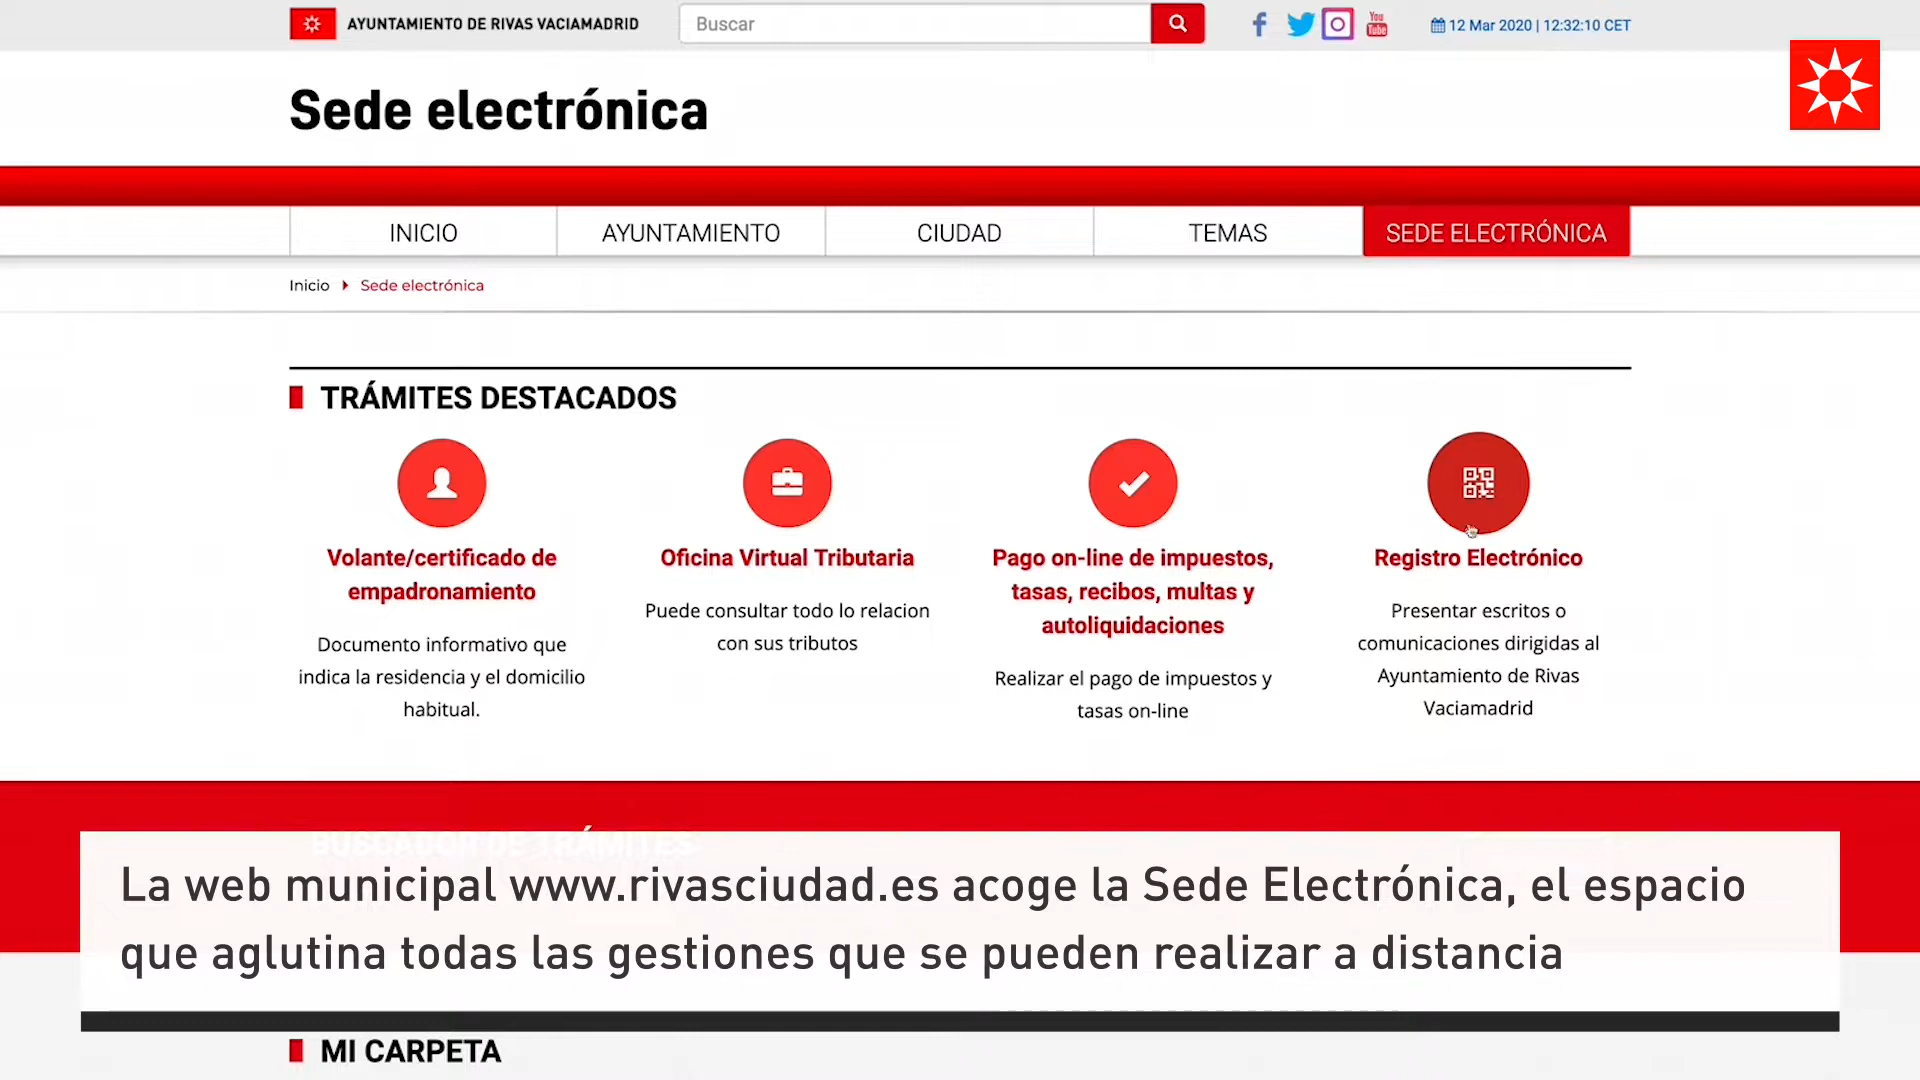 AYUNTAMIENTO DE RIVAS VACIAMADRID
Buscar
You
Tube
12 Mar 2020 | 12:32:10 CET
Sede electrónica
INICIO
AYUNTAMIENTO
CIUDAD
TEMAS
SEDE ELECTRÓNICA
Inicio
Sede electrónica
TRÁMITES DESTACADOS
Volante/certificado de
empadronamiento
Documento informativo que
indica la residencia y el domicilio
habitual.
Oficina Virtual Tributaria
Puede consultar todo lo relacion
con sus tributos
Pago on-line de impuestos,
tasas, recibos, multas y
autoliquidaciones
Realizar el pago de impuestos y
tasas on-line
Registro Electrónico
Presentar escritos o
comunicaciones dirigidas al
Ayuntamiento de Rivas
Vaciamadrid
BUSCADOR DE TRÁMITES
La web municipal www.rivasciudad.es acoge la Sede Electrónica, el espacio
que aglutina todas las gestiones que se pueden realizar a distancia
MI CARPETA